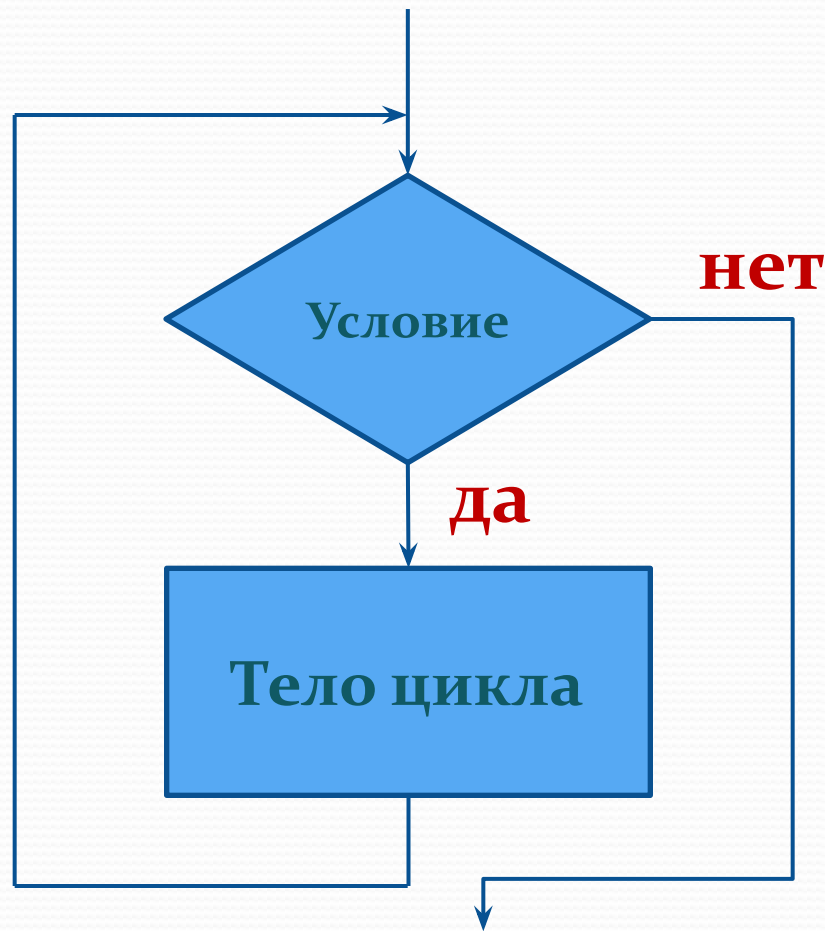 нет
Условие
да
Тело цикла